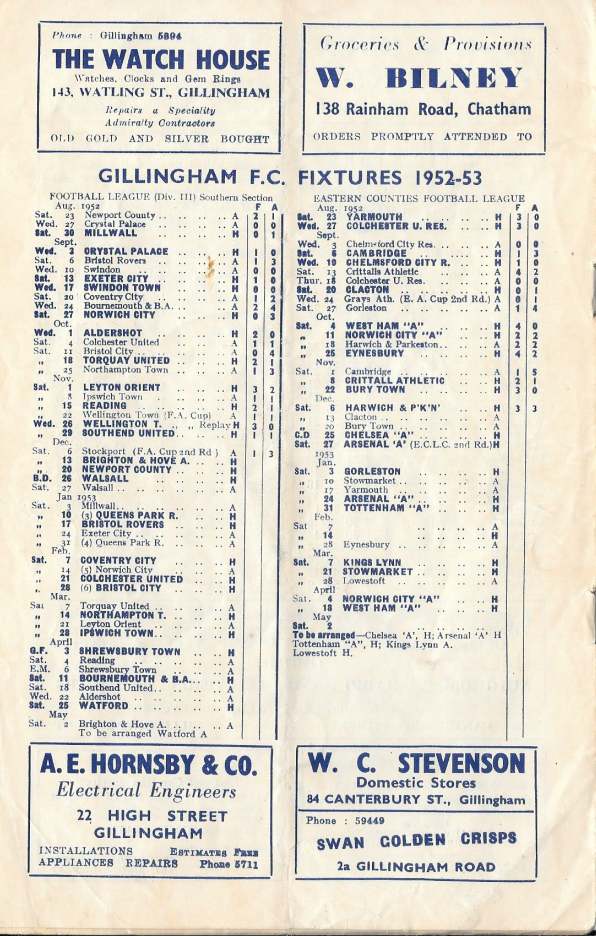 Phone : Gillingham 5894
THE WATCH HOUSE
Watches, Clocks and Gem Rings
143, WATLING ST., GILLINGHAM
Repairs a Speciality
Admiralty Contractors
OLD GOLD AND SILVER BOUGHT
Groceries & Provisions
W. BILNEY
138 Rainham Road, Chatham
ORDERS PROMPTLY ATTENDED TO
GILLINGHAM F.C. FIXTURES 1952-53
FOOTBALL LEAGUE (Div. III) Southern Section
Aug. 1952 F A
Sat. 23 Newport County .. .. .. A 2 1
Wed. 27 Crystal Palace .. .. .. A 0 0
Sat. 30 MILLWALL .. .. .. H 0 1
Sept.
Wed. 3 CRYSTAL PALACE .. .. .. H 1 0
Sat. 6 Bristol Rovers .. .. .. A 1 3
Wed. 10 Swindon .. .. .. A 0 0
Sat. 13 EXETER CITY .. .. .. H 1 0
Wed. 17 SWINDON TOWN .. .. H 0 0
Sat. 20 Coventry City .. .. .. A 1 2
Wed. 24 Bournemouth & B.A. .. .. .. A 2 4
Sat. 27 NORWICH CITY .. .. .. H 0 3
Oct.
Wed. 1 ALDERSHOT .. .. .. H 2 0
Sat. 4 Colchester United .. .. .. A 1 1
Sat. 11 Bristol City .. .. .. A 0 4
„ 18 TORQUAY UNITED .. .. H 2 1
„ 25 Northampton Town .. .. A 1 3
Nov.
Sat. 1 LEYTON ORIENT .. .. H 3 2
„ 8 Ipswich Town .. .. .. A 1 1
„ 15 READING .. .. .. H 2 1
„ 22 Wellington Town (F.A. Cup) A 1 1
Wed. 26 WELLINGTON T. „ „ Replay H 3 0
„ 29 SOUTHEND UNITED .. .. H 1 1
Dec.
Sat. 6 Stockport (F.A. Cup 2nd Rd ) A 1 3
„ 13 BRIGHTON & HOVE A. .. .. H
„ 20 NEWPORT COUNTY .. .. H
B.D. 26 WALSALL .. .. .. H
Sat. 27 Walsall .. .. .. A
Jan 1953
Sat. 3 Millwall .. .. .. A
„ 10 (3) QUEENS PARK R. .. .. H
„ 17 BRISTOL ROVERS .. .. H
„ 24 Exeter City .. .. .. A
„ 31 (4) Queens Park R. .. .. A
Feb.
Sat. 7 COVENTRY CITY .. .. H
„ 14 (5) Norwich City .. .. A
„ 21 COLCHESTER UNITED .. .. H
„ 28 (6) BRISTOL CITY .. .. H
Mar.
Sat 7 Torquay United .. .. .. A
„ 14 NORTHAMPTON T. .. .. H
„ 21 Leyton Orient .. .. .. A
„ 28 IPSWICH TOWN .. .. .. H
April
G.F. 3 SHREWSBURY TOWN .. .. H
Sat. 4 Reading .. .. .. A
E.M. 6 Shrewsbury Town .. .. A
Sat. 11 BOURNEMOUTH & B.A. .. .. H
Sat. 18 Southend United .. .. .. A
Wed. 22 Aldershot .. .. .. A
Sat. 25 WATFORD .. .. .. H
May
Sat. 2 Brighton & Hove A. .. .. .. A
To be arranged Watford A
EASTERN COUNTIES FOOTBALL LEAGUE
Aug. 1952 F A
Sat. 23 YARMOUTH .. .. .. H 3 0
Wed. 27 COLCHESTER U. RES. .. .. H 3 0
Sept.
Wed. 3 Chelmsford City Res. .. .. A 0 0
Sat. 6 CAMBRIDGE .. .. .. H 1 3
Wed. 10 CHELMSFORD CITY R. .. .. H 1 0
Sat. 13 Crittalls Athletic .. .. A 4 2
Thur. 18 Colchester U. Res. .. .. A 0 0
Sat. 20 CLACTON .. .. .. H 0 1
Wed. 24 Grays Ath. (E. A. Cup 2nd Rd.) A 0 1
Sat. 27 Gorleston .. .. .. A 1 4
Oct.
Sat. 4 WEST HAM "A" .. .. H 4 0
„ 11 NORWICH CITY "A" .. .. H 2 2
„ 18 Harwich & Parkeston .. .. A 2 2
„ 25 EYNESBURY .. .. .. H 4 2
Nov.
Sat. 1 Cambridge .. .. .. A 1 5
„ 8 CRITTALL ATHLETIC .. .. H 2 1
„ 22 BURY TOWN .. .. .. H 3 0
Dec.
Sat. 6 HARWICH & P'K'N' .. .. H 3 3
„ 13 Clacton .. .. .. A
„ 20 Bury Town .. .. .. A
C.D 25 CHELSEA "A" .. .. .. H
Sat. 27 ARSENAL 'A' (E.C.L.C. 2nd Rd.) H
1953
Jan.
Sat. 3 GORLESTON .. .. .. H
„ 10 Stowmarket .. .. .. A
„ 17 Yarmouth .. .. .. A
„ 24 ARSENAL "A" .. .. .. H
„ 31 TOTTENHAM "A" .. .. H
Feb.
Sat 7 .. .. .. A
„ 14 .. .. .. H
„ 28 Eynesbury .. .. .. A
Mar.
Sat. 7 KINGS LYNN .. .. .. H
„ 21 STOWMARKET .. .. .. H
„ 28 Lowestoft .. .. .. A
April
Sat. 4 NORWICH CITY "A" .. .. H
„ 18 WEST HAM "A" .. .. H
May
Sat. 2
To be arranged—Chelsea 'A', H; Arsenal 'A' H
Tottenham "A", H; Kings Lynn A.
Lowestoft H.
A. E. HORNSBY & CO.
Electrical Engineers
22 HIGH STREET
GILLINGHAM
INSTALLATIONS ESTIMATES FREE
APPLIANCES REPAIRS Phone 5711
W. C. STEVENSON
Domestic Stores
84 CANTERBURY ST., Gillingham
Phone : 59449
SWAN GOLDEN CRISPS
2a GILLINGHAM ROAD